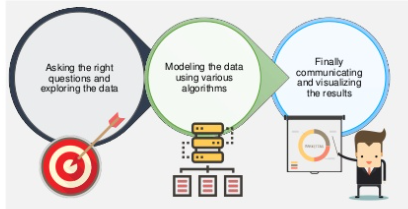 Asking the right
questions and
exploring the data
Modeling the data
using various
algorithms
Finally
communicating
and visualizing
the results